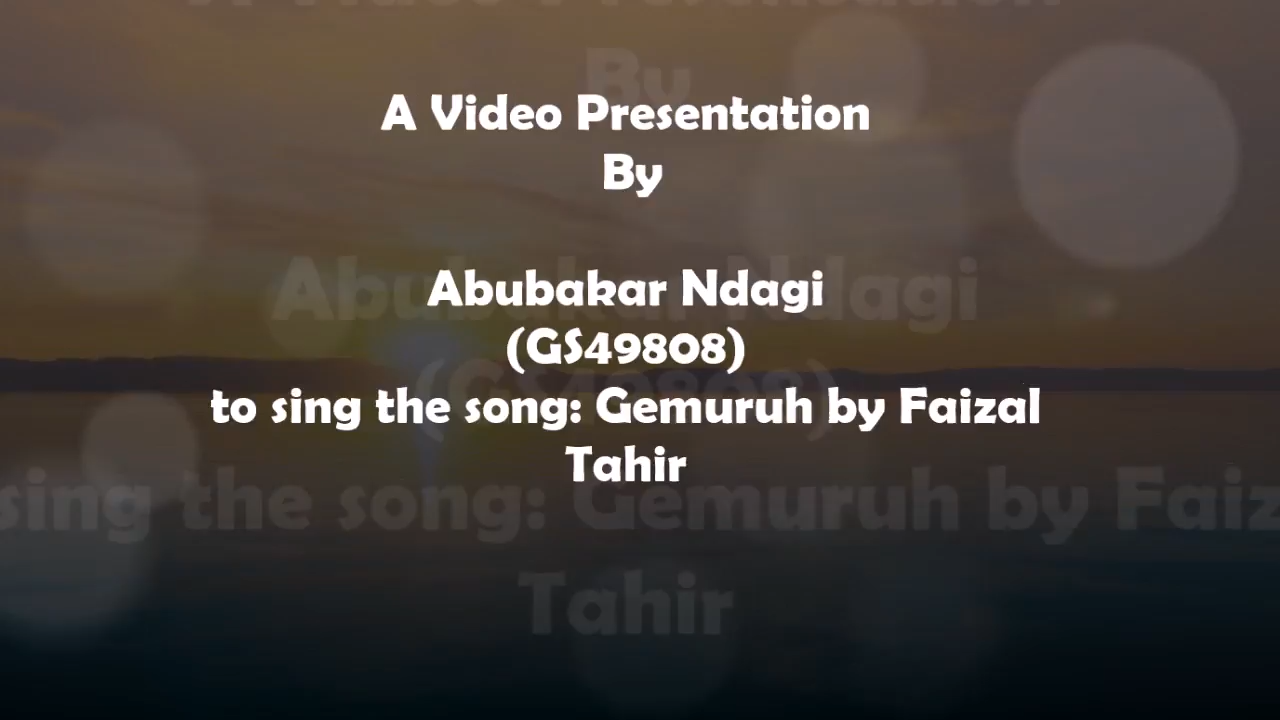 A Video Presentation
By
Abubakar Ndagi
(GS49808)
to sing the song: Gemuruh by Faizal
Tahir